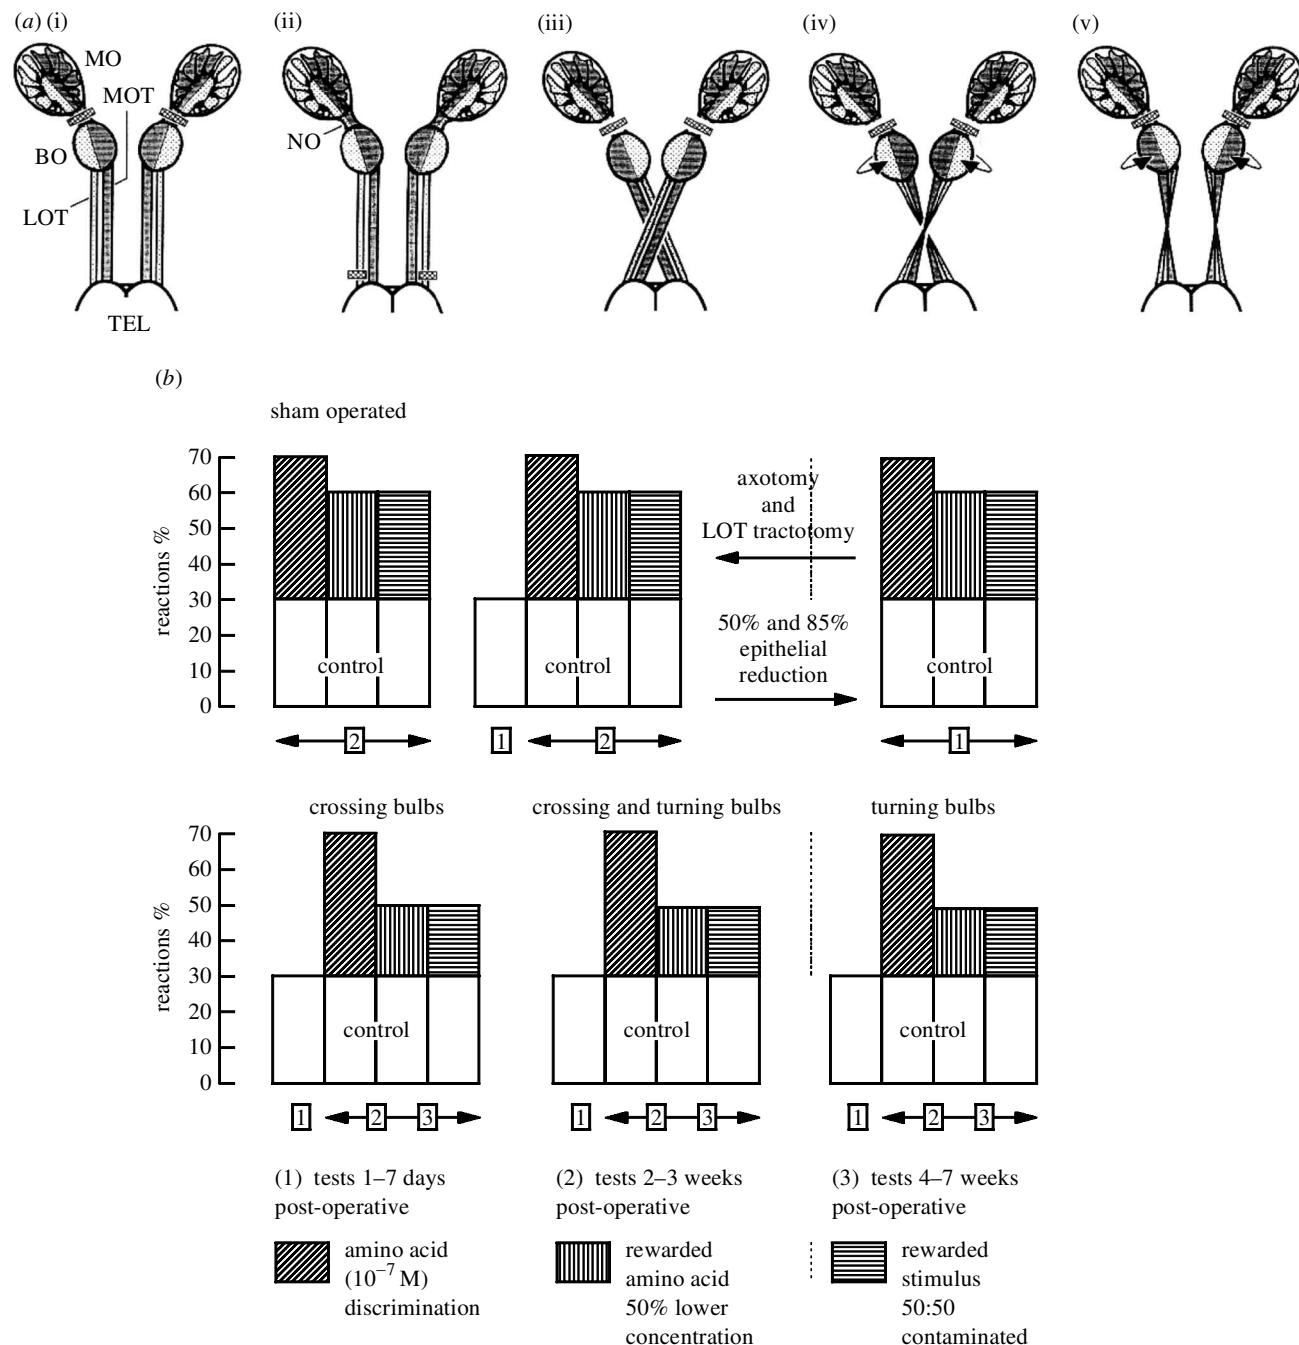 (a) (i)
(ii)
(iii)
(iv)
(v)
MO
MOT
BO
LOT
TEL
NO
(b)
sham operated
reactions %
70
60
50
40
30
20
10
0
control
2
control
1
2
axotomy
and
LOT tractotomy
50% and 85%
epithelial
reduction
control
1
crossing bulbs
crossing and turning bulbs
turning bulbs
reactions %
70
60
50
40
30
20
10
0
control
1
2
3
control
1
2
3
control
1
2
3
(1) tests 1–7 days
post-operative
(2) tests 2–3 weeks
post-operative
(3) tests 4–7 weeks
post-operative
amino acid
(10⁻⁷ M)
discrimination
rewarded
amino acid
50% lower
concentration
rewarded
stimulus
50:50
contaminated